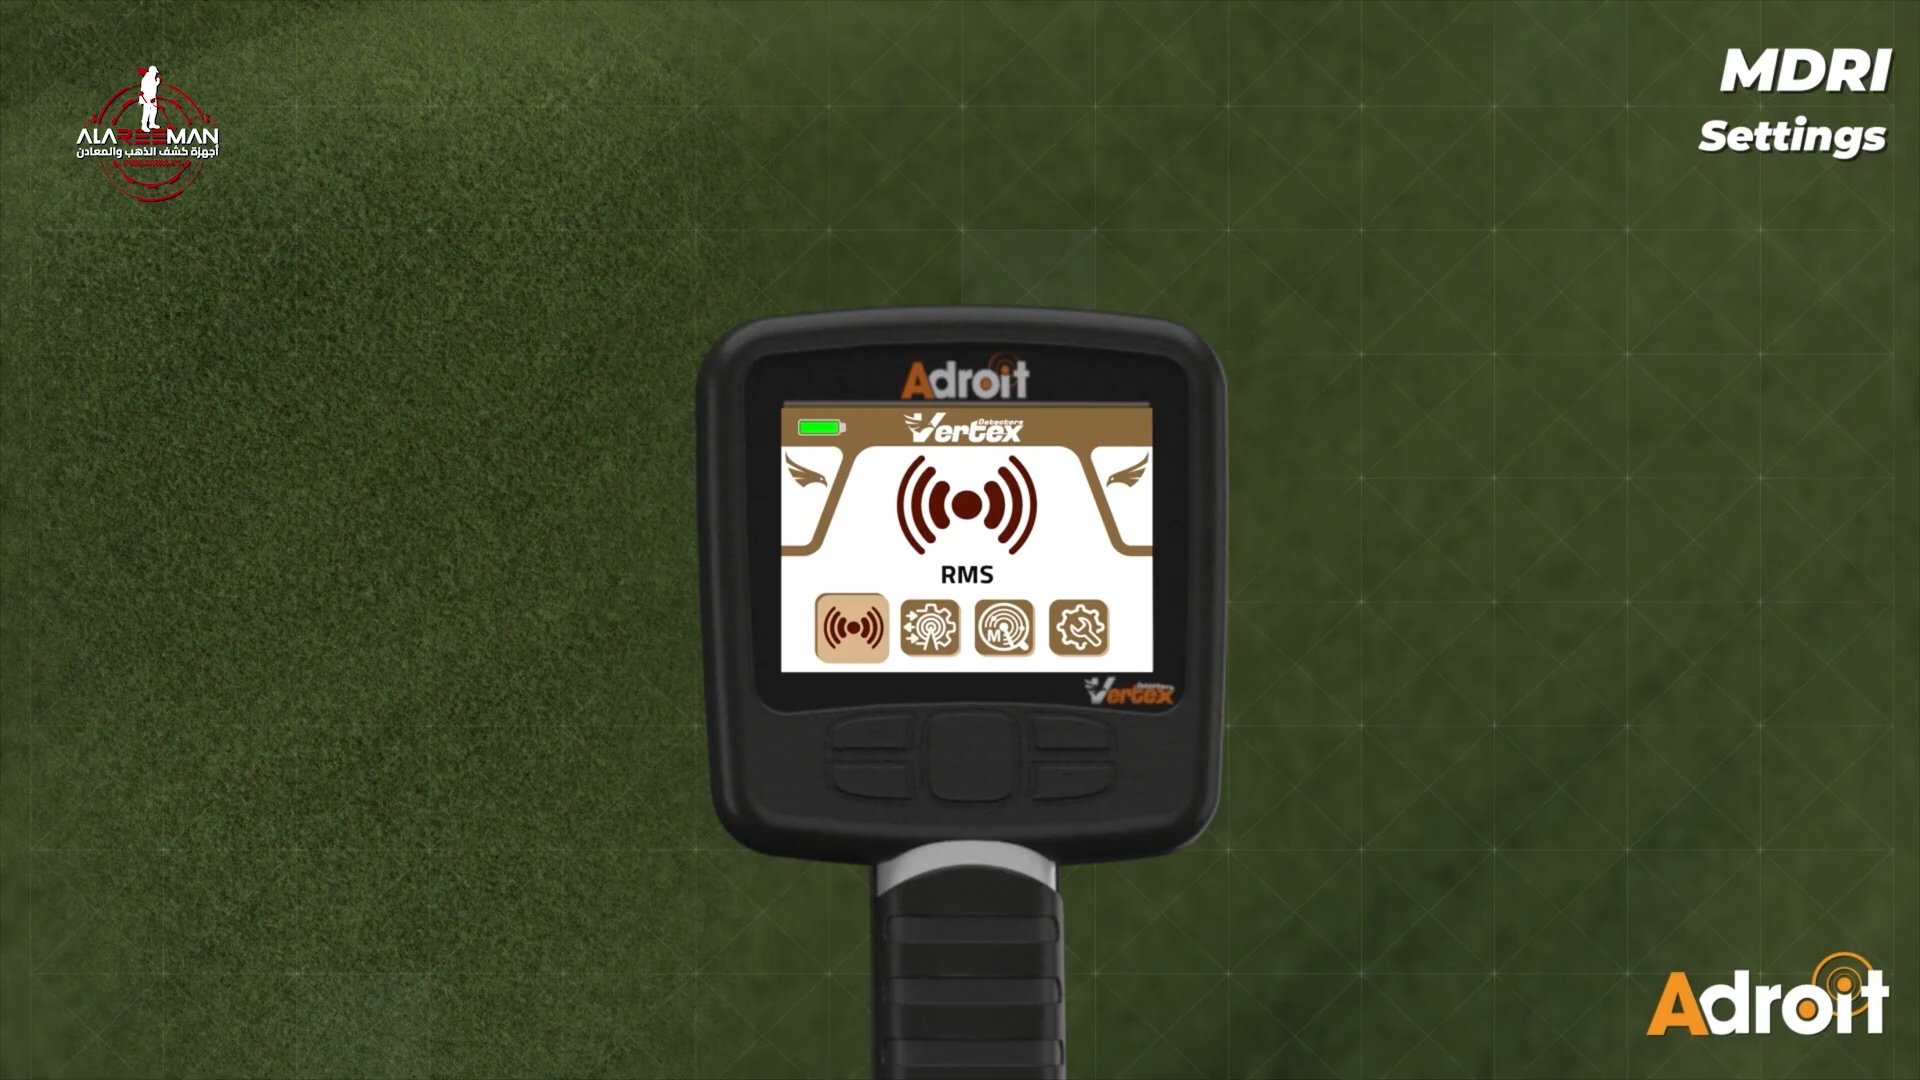 ALAREEMAN
أجهزة كشف الذهب والمعادن
MDRI
Settings
Adroit
Vertex
Detectors
RMS
M
Vertex
Adroit